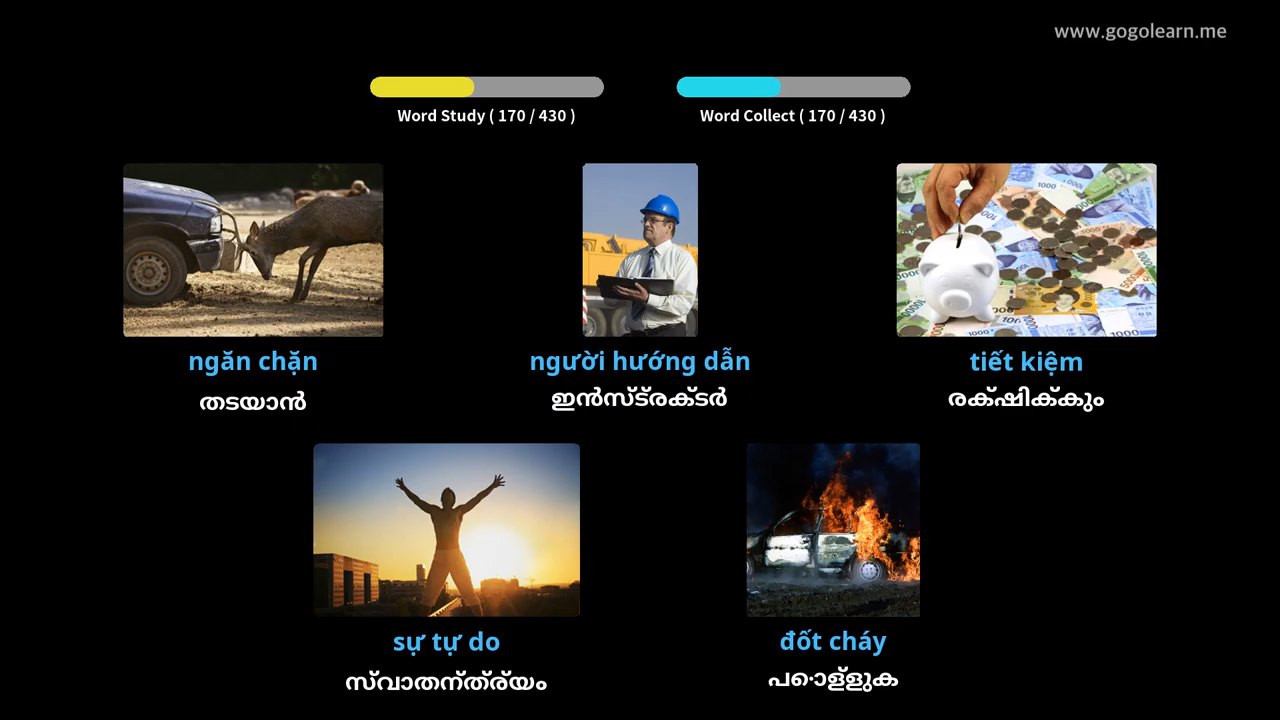 www.gogolearn.me
Word Study ( 170 / 430 )
Word Collect ( 170 / 430 )
ngăn chặn
người hướng dẫn
tiết kiệm
തടയാൻ
ഇൻസ്ട്രക്ടർ
രക്ഷിക്കും
sự tự do
đốt cháy
സ്വാതന്ത്ര്യം
പൊള്ളുക